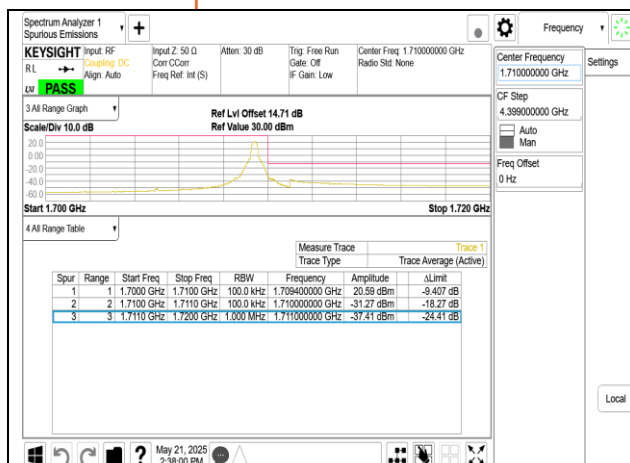 Spectrum Analyzer 1
Spurious Emissions
Frequency
KEYSIGHT Input: RF Input Z: 50 Ω Atten: 30 dB Trig: Free Run Center Freq: 1.710000000 GHz
RL Coupling: DC Corr CCorr Gate: Off Radio Std: None
Align: Auto Freq Ref: Int (S) IF Gain: Low
LXI PASS
Center Frequency
1.710000000 GHz
Settings
CF Step
4.399000000 GHz
Auto
Man
Freq Offset
0 Hz
Local
3 All Range Graph
Ref Lvl Offset 14.71 dB
Scale/Div 10.0 dB Ref Value 30.00 dBm
20.0
0.00
-20.0
-40.0
-60.0
Start 1.700 GHz Stop 1.720 GHz
4 All Range Table
Measure Trace Trace 1
Trace Type Trace Average (Active)
Spur Range Start Freq Stop Freq RBW Frequency Amplitude ΔLimit
1 1 1.7000 GHz 1.7100 GHz 100.0 kHz 1.709400000 GHz 20.59 dBm -9.407 dB
2 2 1.7100 GHz 1.7110 GHz 100.0 kHz 1.710000000 GHz -31.27 dBm -18.27 dB
3 3 1.7110 GHz 1.7200 GHz 1.000 MHz 1.711000000 GHz -37.41 dBm -24.41 dB
May 21, 2025
2:38:00 PM